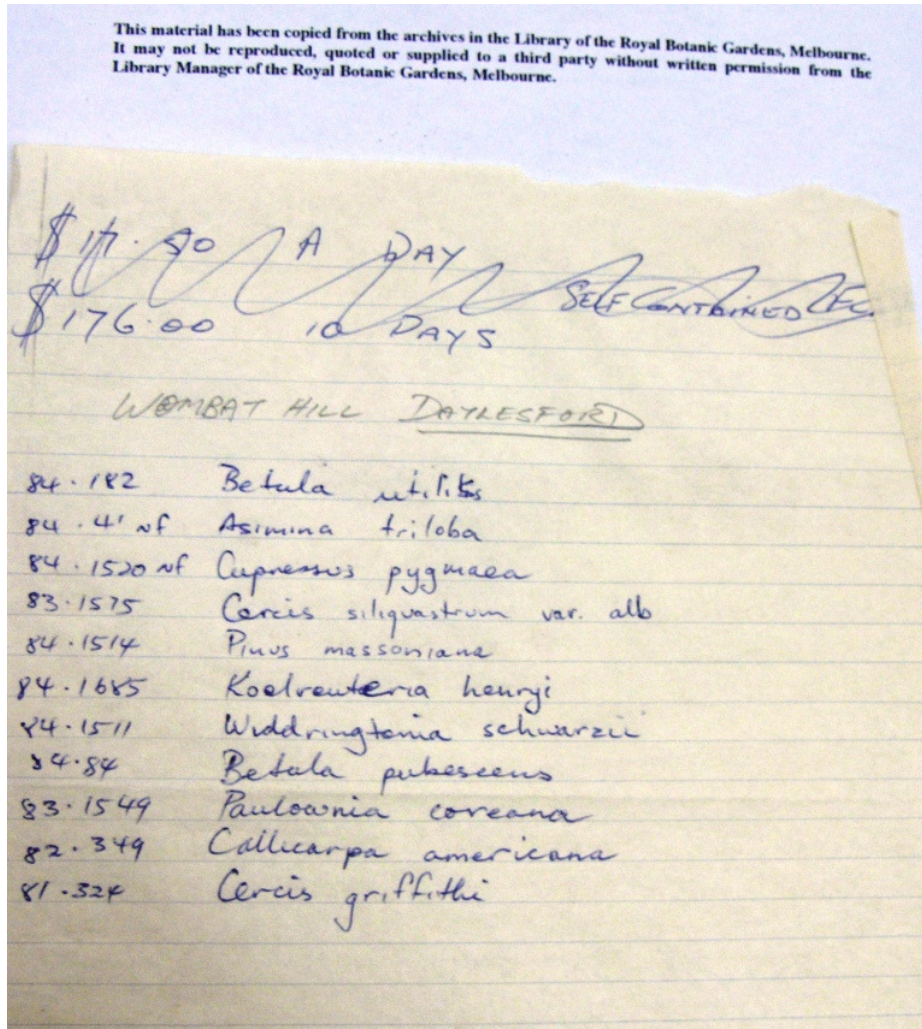 This material has been copied from the archives in the Library of the Royal Botanic Gardens, Melbourne.
It may not be reproduced, quoted or supplied to a third party without written permission from the
Library Manager of the Royal Botanic Gardens, Melbourne.
A DAY
$176.00 10 DAYS
SELF CONTAINED
WOMBAT HILL DAYLESFORD
84.182 Betula utilis
84.41 nf Asimina triloba
84.1520 nf Cupressus pygmaea
83.1575 Cercis siliquastrum var. alb
84.1514 Pinus massoniana
84.1685 Koelreuteria henryi
84.1511 Widdringtonia schwarzii
84.84 Betula pubescens
83.1549 Paulownia coreana
82.349 Callicarpa americana
81.324 Cercis griffithi